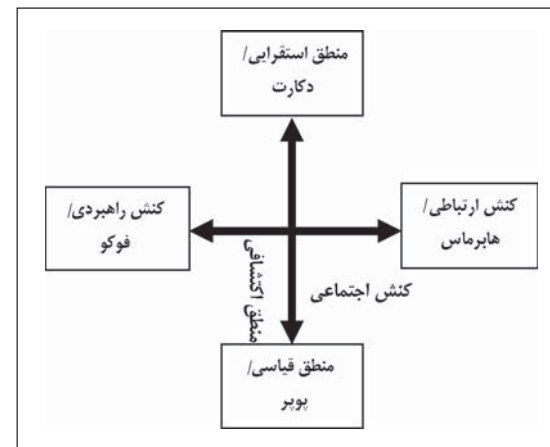 منطق استقرایی/
دکارت
کنش ارتباطی/
هابرماس
کنش راهبردی/
فوکو
کنش اجتماعی
منطق اکتشافی
منطق قیاسی/
پوپر